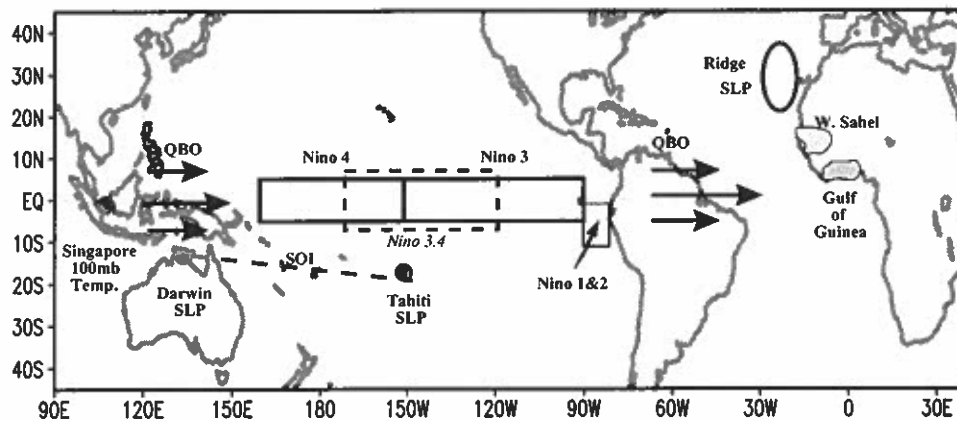 40N
30N
20N
10N
EQ
10S
20S
30S
40S
Ridge
SLP
W. Sahel
QBO
QBO
Nino 4
Nino 3
Gulf
of
Guinea
Nino 3.4
Singapore
100mb
Temp.
SOI
Nino 1&2
Darwin
SLP
Tahiti
SLP
90E
120E
150E
180
150W
120W
90W
60W
30W
0
30E